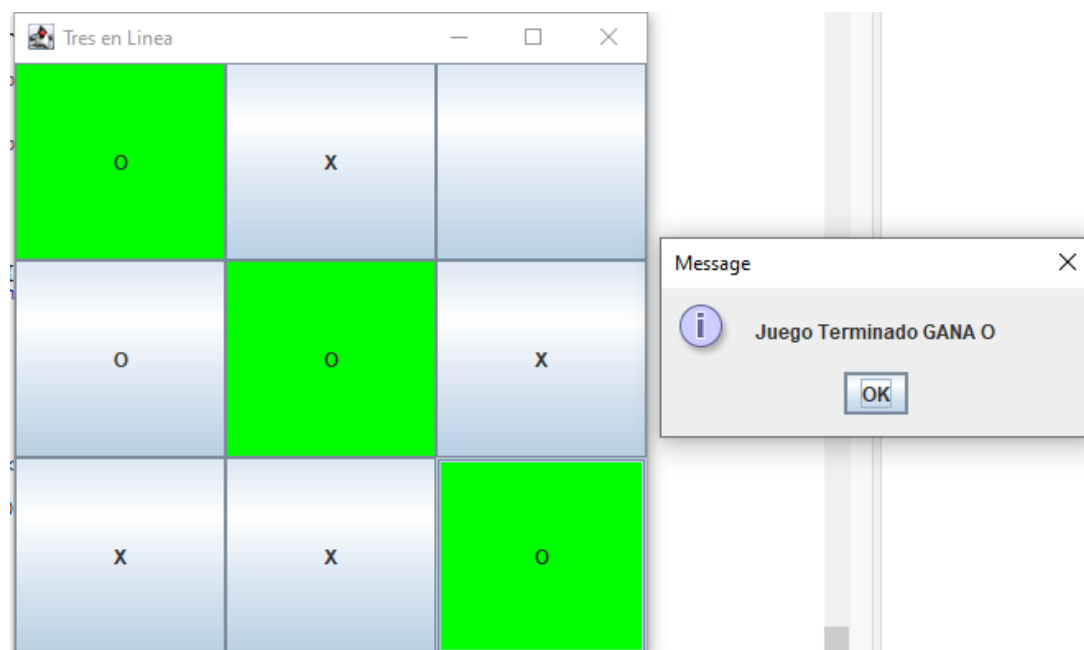 Tres en Linea
O X
O O X
X X O
Message
Juego Terminado GANA O
OK